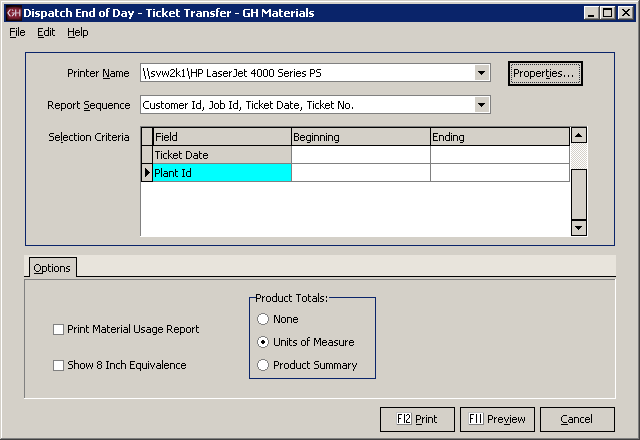 GH Dispatch End of Day - Ticket Transfer - GH Materials
File Edit Help
Printer Name \\svw2k1\HP LaserJet 4000 Series PS Properties...
Report Sequence Customer Id, Job Id, Ticket Date, Ticket No.
Selection Criteria Field Beginning Ending
Ticket Date
Plant Id
Options
Product Totals:
None
Print Material Usage Report
Units of Measure
Show 8 Inch Equivalence
Product Summary
F12 Print F11 Preview Cancel